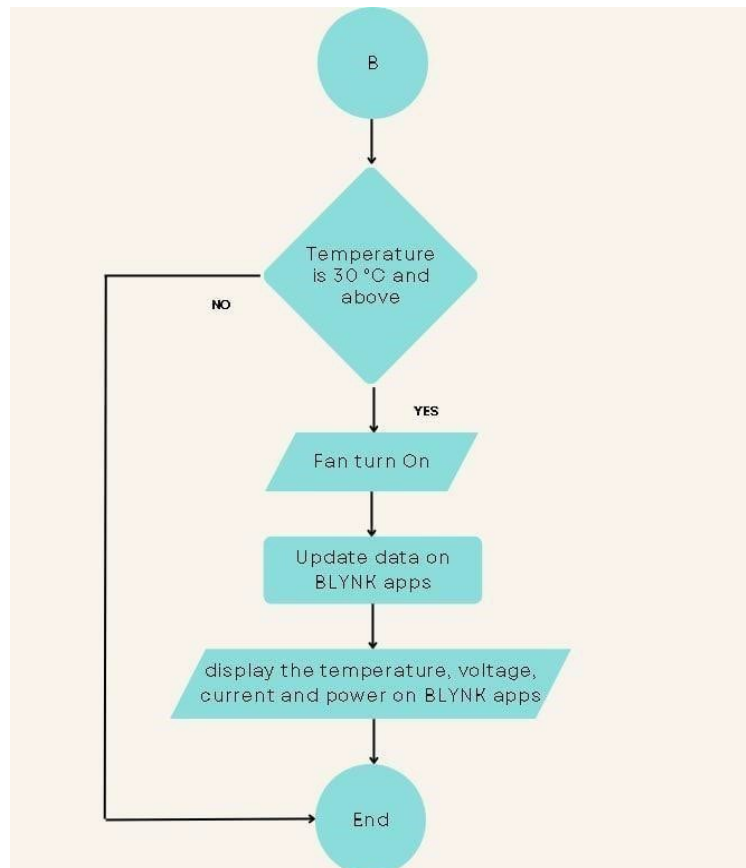 B
Temperature
is 30 °C and
above
NO
YES
Fan turn On
Update data on
BLYNK apps
display the temperature, voltage,
current and power on BLYNK apps
End